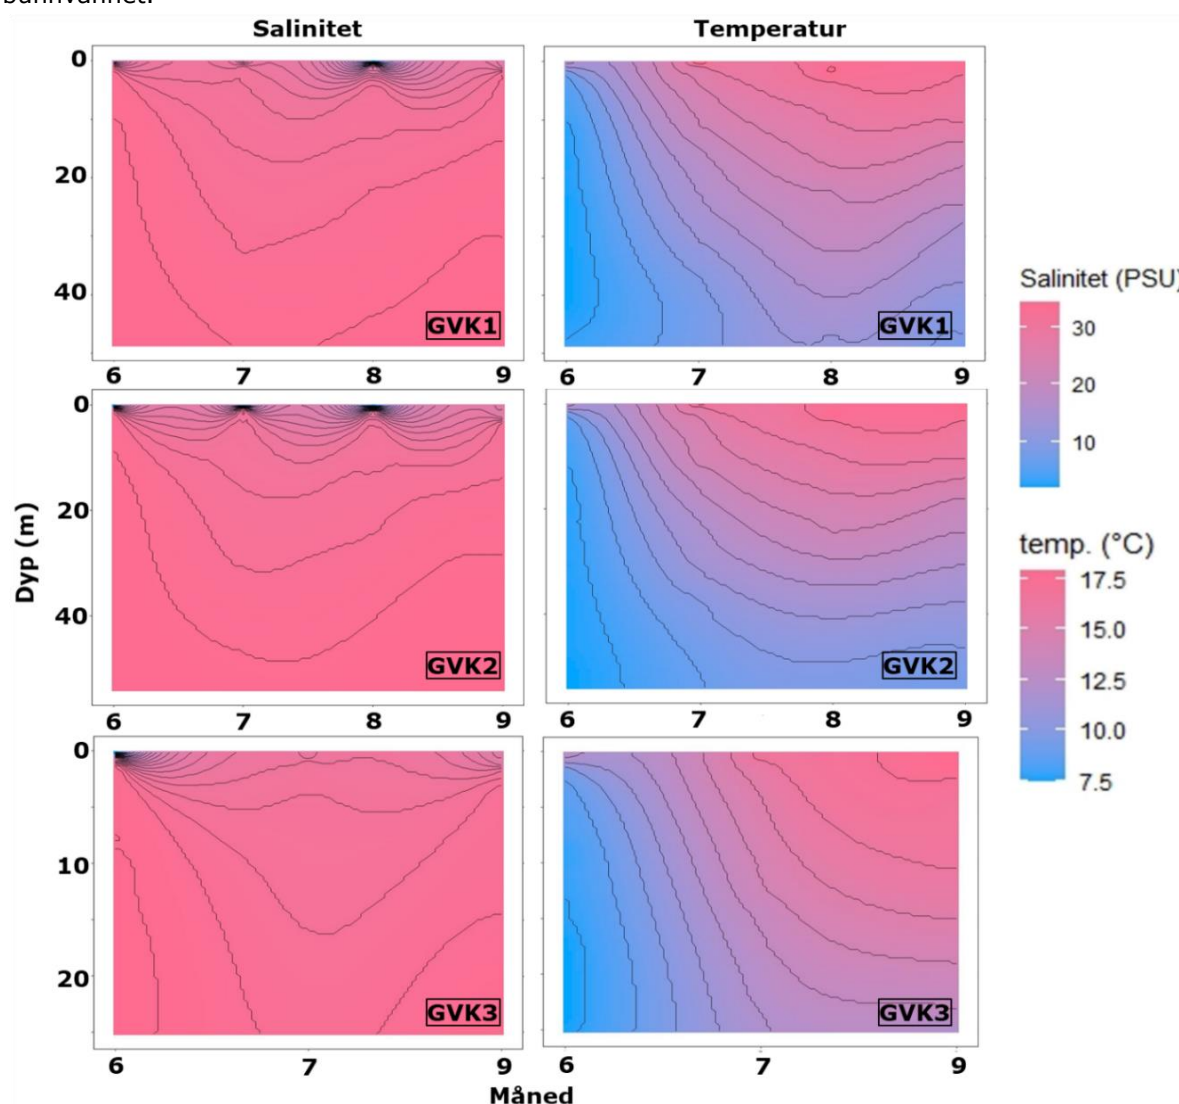 bunnvannet.
Salinitet Temperatur
0
20
40
GVK1 GVK1
6 7 8 9 6 7 8 9
0
20
40
GVK2 GVK2
6 7 8 9 6 7 8 9
0
10
20
GVK3 GVK3
6 7 9 6 7 9
Dyp (m)
Måned
Salinitet (PSU)
30
20
10
temp. (°C)
17.5
15.0
12.5
10.0
7.5